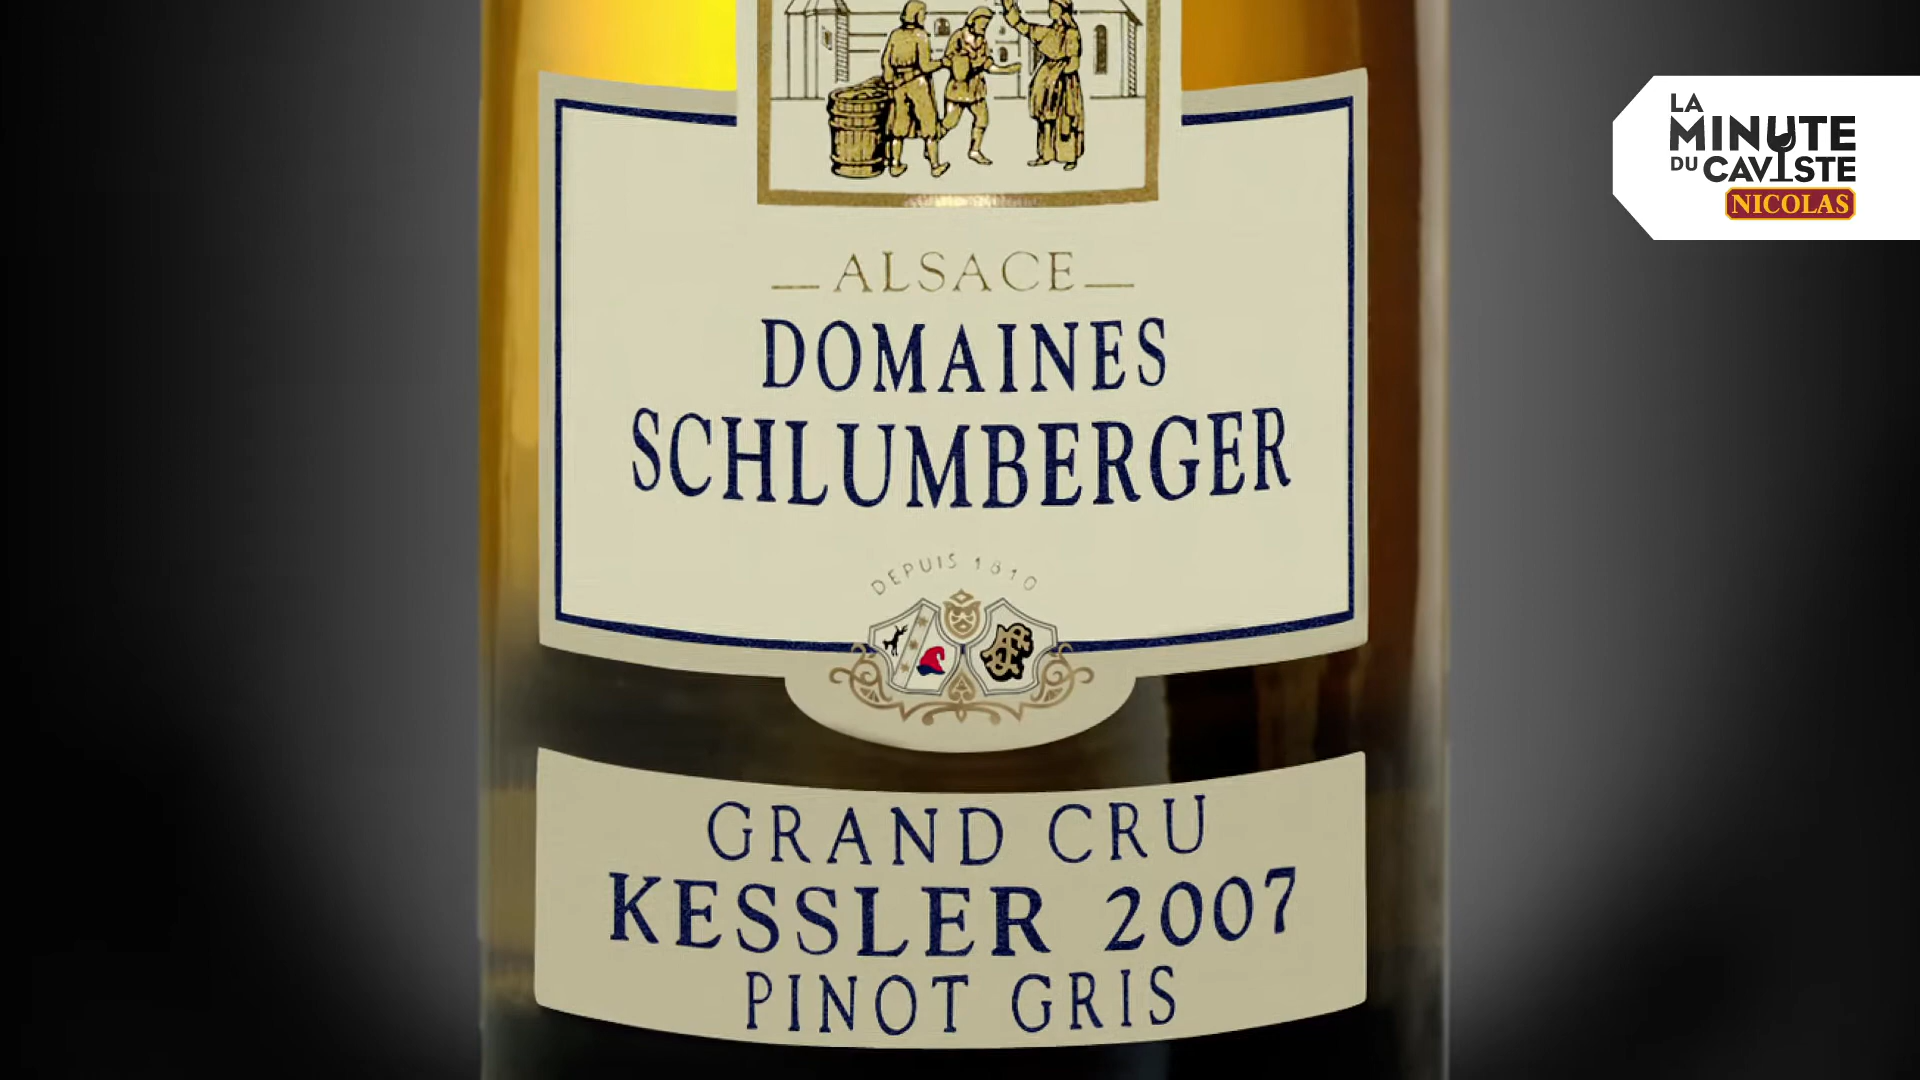 LA
MINUTE
DU CAVISTE
NICOLAS
ALSACE
DOMAINES
SCHLUMBERGER
DEPUIS 1810
GRAND CRU
KESSLER 2007
PINOT GRIS